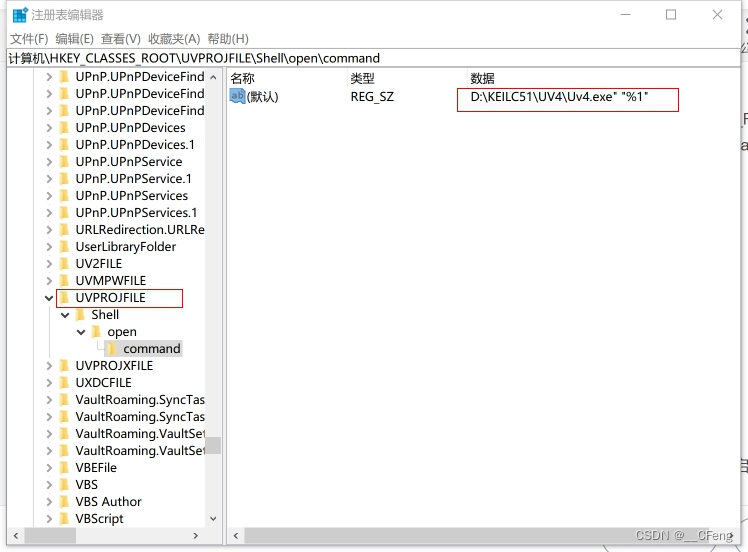 注册表编辑器
文件(F) 编辑(E) 查看(V) 收藏夹(A) 帮助(H)
计算机\HKEY_CLASSES_ROOT\UVPROJFILE\Shell\open\command
UPnP.UPnPDeviceFind
UPnP.UPnPDeviceFind
UPnP.UPnPDeviceFind
UPnP.UPnPDevices
UPnP.UPnPDevices.1
UPnP.UPnPService
UPnP.UPnPService.1
UPnP.UPnPServices
UPnP.UPnPServices.1
URLRedirection.URLRe
UserLibraryFolder
UV2FILE
UVMPWFILE
UVPROJFILE
Shell
open
command
UVPROJXFILE
UXDCFILE
VaultRoaming.SyncTas
VaultRoaming.SyncTas
VaultRoaming.VaultSet
VaultRoaming.VaultSet
VBEFile
VBS
VBS Author
VBScript
名称 类型 数据
ab (默认) REG_SZ D:\KEILC51\UV4\Uv4.exe" "%1"
CSDN @__CFeng